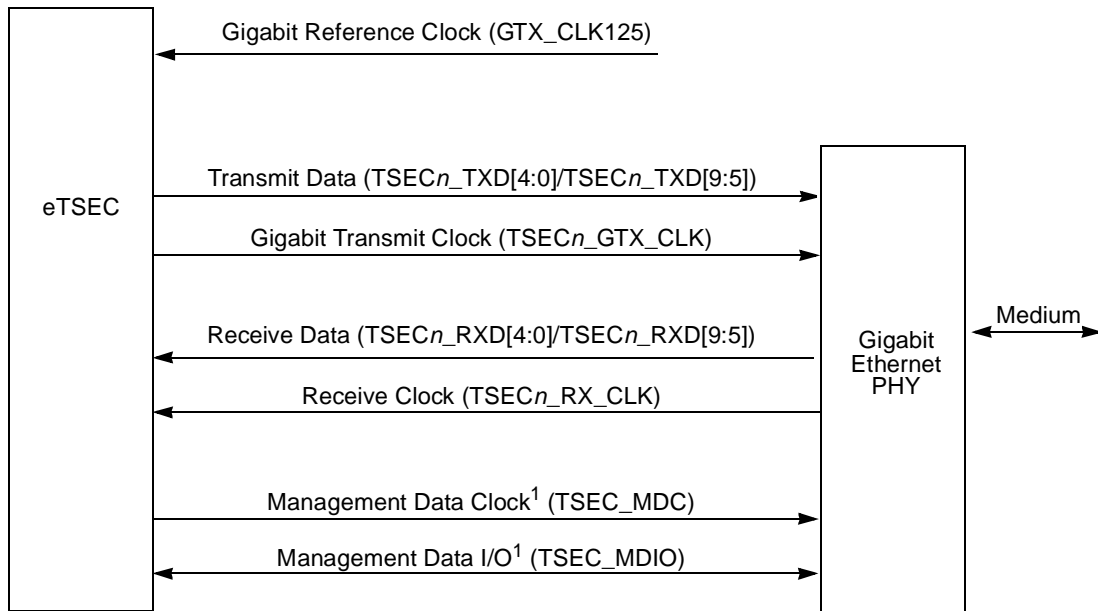 Gigabit Reference Clock (GTX_CLK125)
Transmit Data (TSECn_TXD[4:0]/TSECn_TXD[9:5])
eTSEC
Gigabit Transmit Clock (TSECn_GTX_CLK)
Medium
Receive Data (TSECn_RXD[4:0]/TSECn_RXD[9:5])
Gigabit
Ethernet
PHY
Receive Clock (TSECn_RX_CLK)
Management Data Clock¹ (TSEC_MDC)
Management Data I/O¹ (TSEC_MDIO)